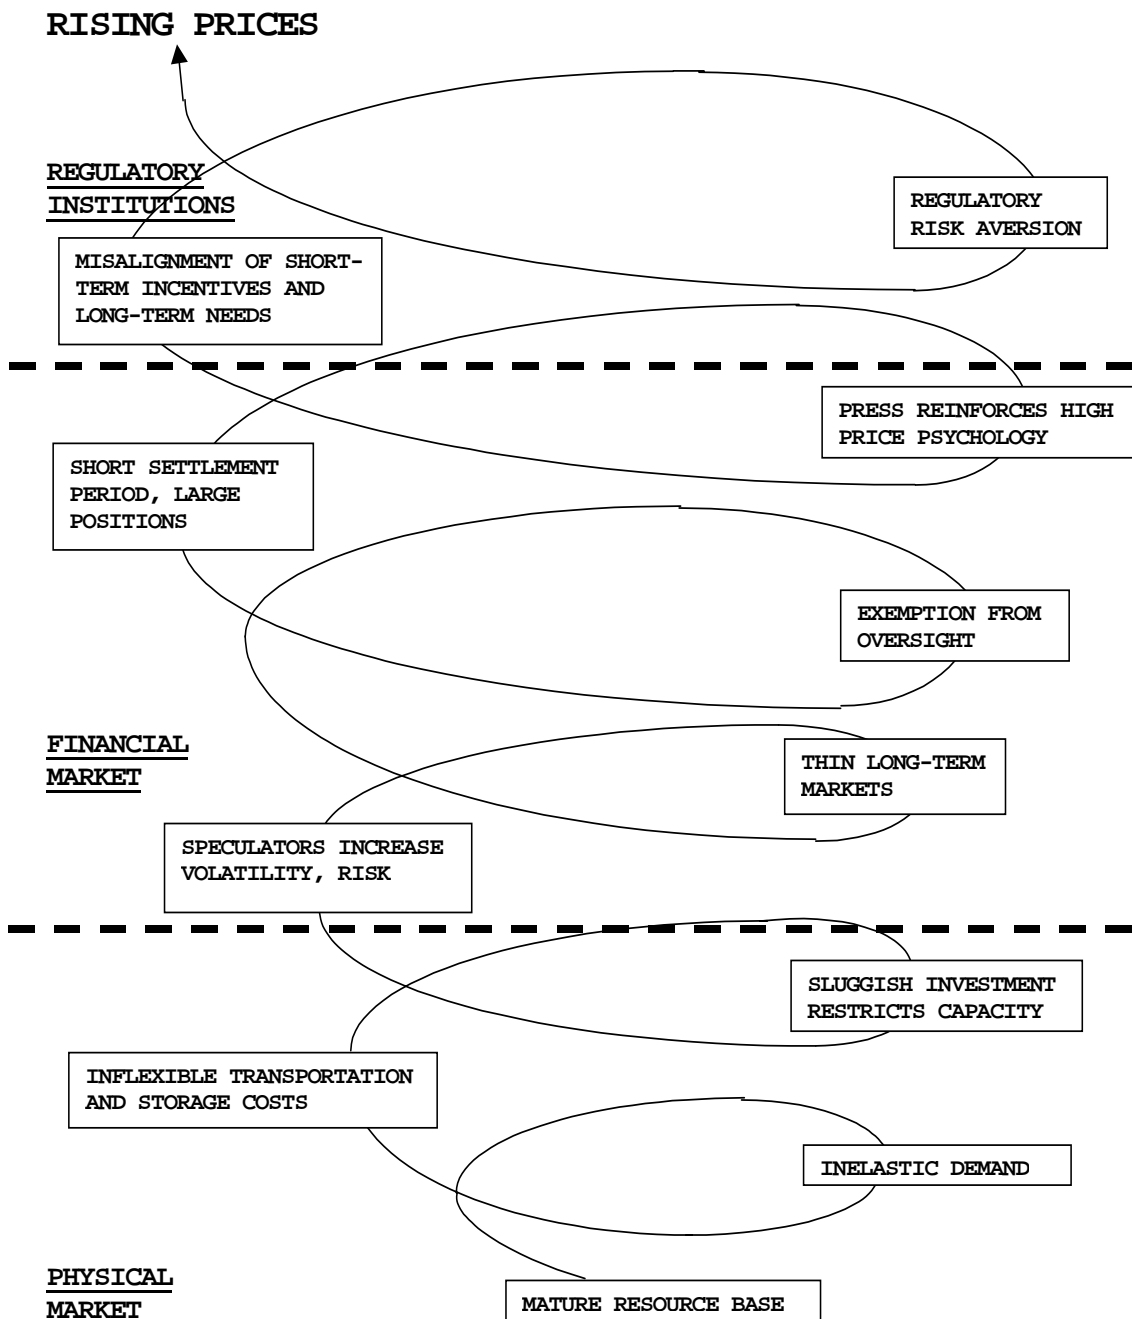 RISING PRICES
REGULATORY
INSTITUTIONS
REGULATORY
RISK AVERSION
MISALIGNMENT OF SHORT-
TERM INCENTIVES AND
LONG-TERM NEEDS
PRESS REINFORCES HIGH
PRICE PSYCHOLOGY
SHORT SETTLEMENT
PERIOD, LARGE
POSITIONS
EXEMPTION FROM
OVERSIGHT
FINANCIAL
MARKET
THIN LONG-TERM
MARKETS
SPECULATORS INCREASE
VOLATILITY, RISK
SLUGGISH INVESTMENT
RESTRICTS CAPACITY
INFLEXIBLE TRANSPORTATION
AND STORAGE COSTS
INELASTIC DEMAND
PHYSICAL
MARKET
MATURE RESOURCE BASE